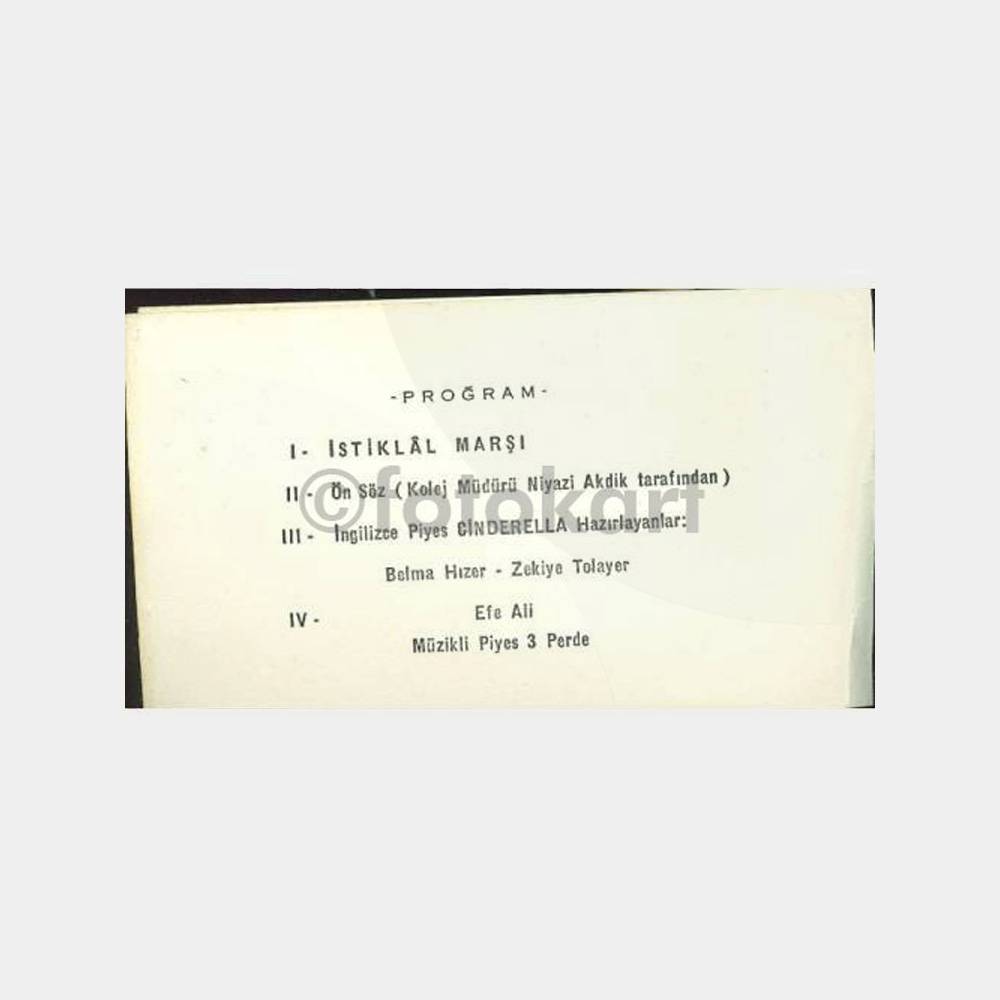 -PROĞRAM-
I- İSTİKLÂL MARŞI
II- Ön Söz ( Kolej Müdürü Niyazi Akdik tarafından )
III- İngilizce Piyes CİNDERELLA Hazırlayanlar:
Belma Hızer - Zekiye Tolayer
IV- Efe Ali
Müzikli Piyes 3 Perde
©fotokart